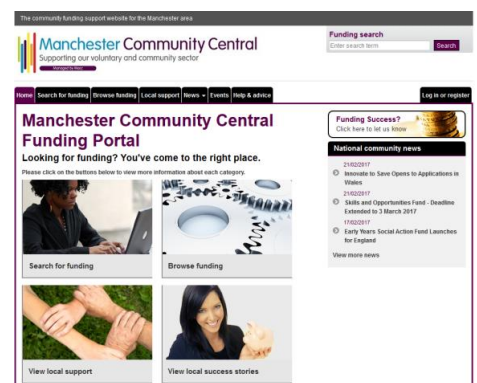 The community funding support website for the Manchester area
Manchester Community Central
Supporting our voluntary and community sector
Managed by Macc
Funding search
Enter search term
Search
Home
Search for funding
Browse funding
Local support
News
Events
Help & advice
Log in or register
Manchester Community Central
Funding Portal
Looking for funding? You've come to the right place.
Please click on the buttons below to view more information about each category.
Search for funding
Browse funding
View local support
View local success stories
Funding Success?
Click here to let us know
National community news
21/02/2017
Innovate to Save Opens to Applications in
Wales
21/02/2017
Skills and Opportunities Fund - Deadline
Extended to 3 March 2017
17/02/2017
Early Years Social Action Fund Launches
for England
View more news